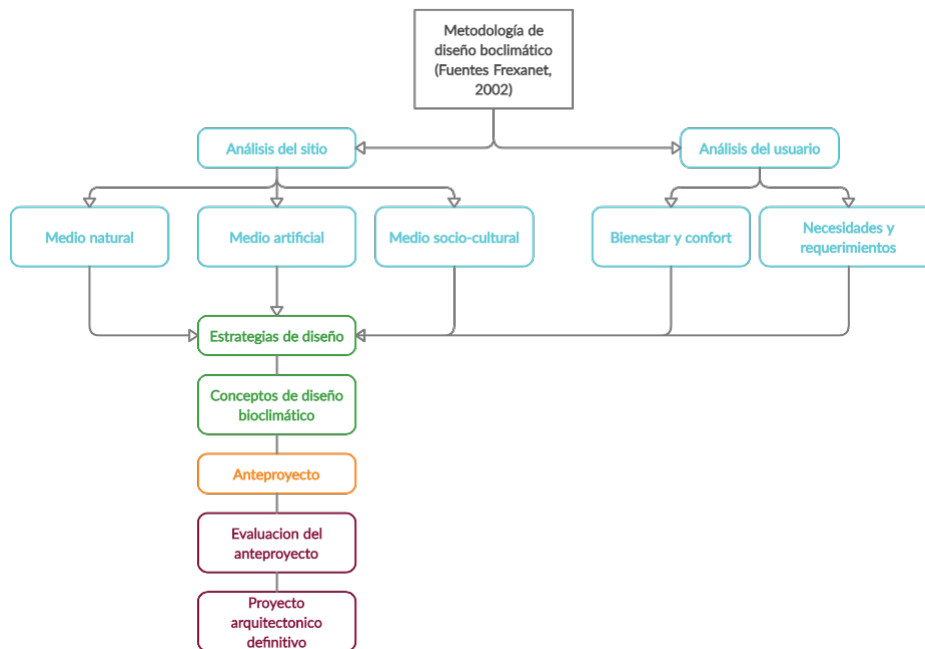 Metodología de
diseño boclimático
(Fuentes Frexanet,
2002)
Análisis del sitio
Análisis del usuario
Medio natural
Medio artificial
Medio socio-cultural
Bienestar y confort
Necesidades y
requerimientos
Estrategias de diseño
Conceptos de diseño
bioclimático
Anteproyecto
Evaluacion del
anteproyecto
Proyecto
arquitectonico
definitivo